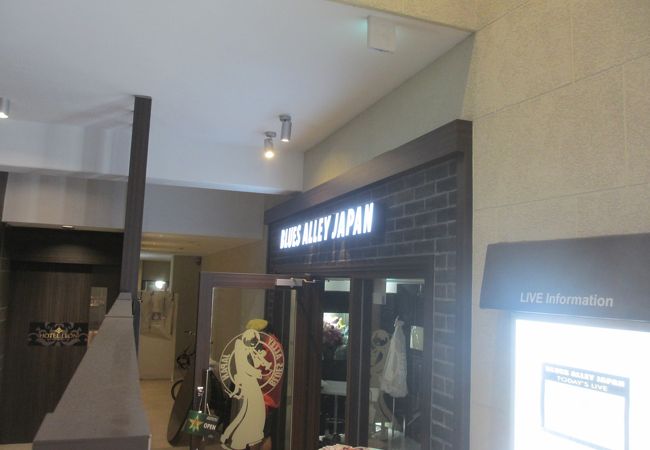 BLUES ALLEY JAPAN
LIVE Information
BLUES ALLEY JAPAN
TODAY'S LIVE
OPEN